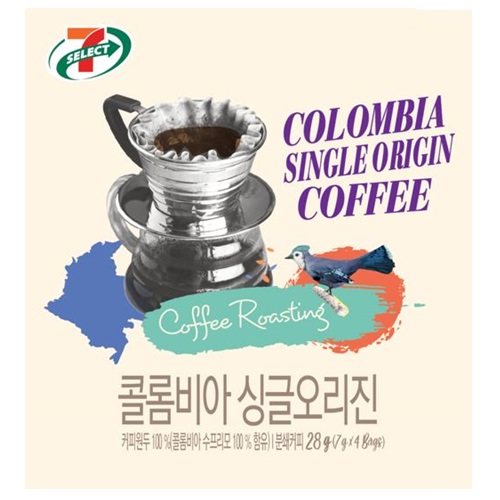 7
SELECT
COLOMBIA
SINGLE ORIGIN
COFFEE
Coffee Roasting
콜롬비아 싱글오리진
커피원두 100%(콜롬비아 수프리모 100% 함유) | 분쇄커피 28g(7g x 4 Bags)